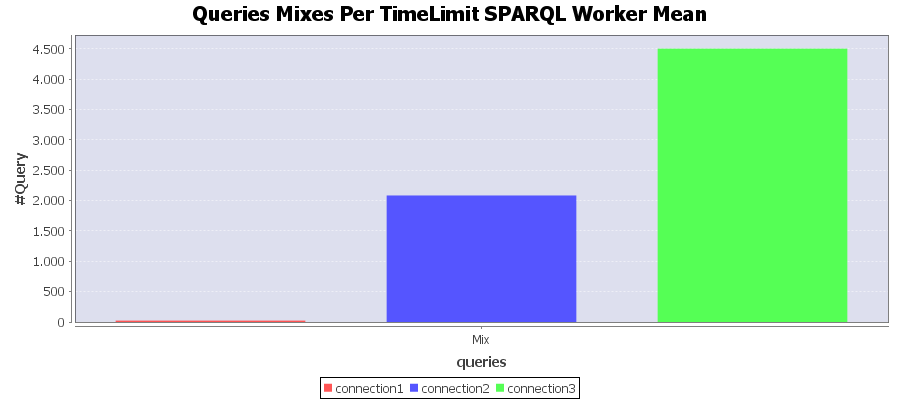 Queries Mixes Per TimeLimit SPARQL Worker Mean
4.500
4.000
3.500
3.000
2.500
2.000
1.500
1.000
500
0
#Query
Mix
queries
connection1 connection2 connection3